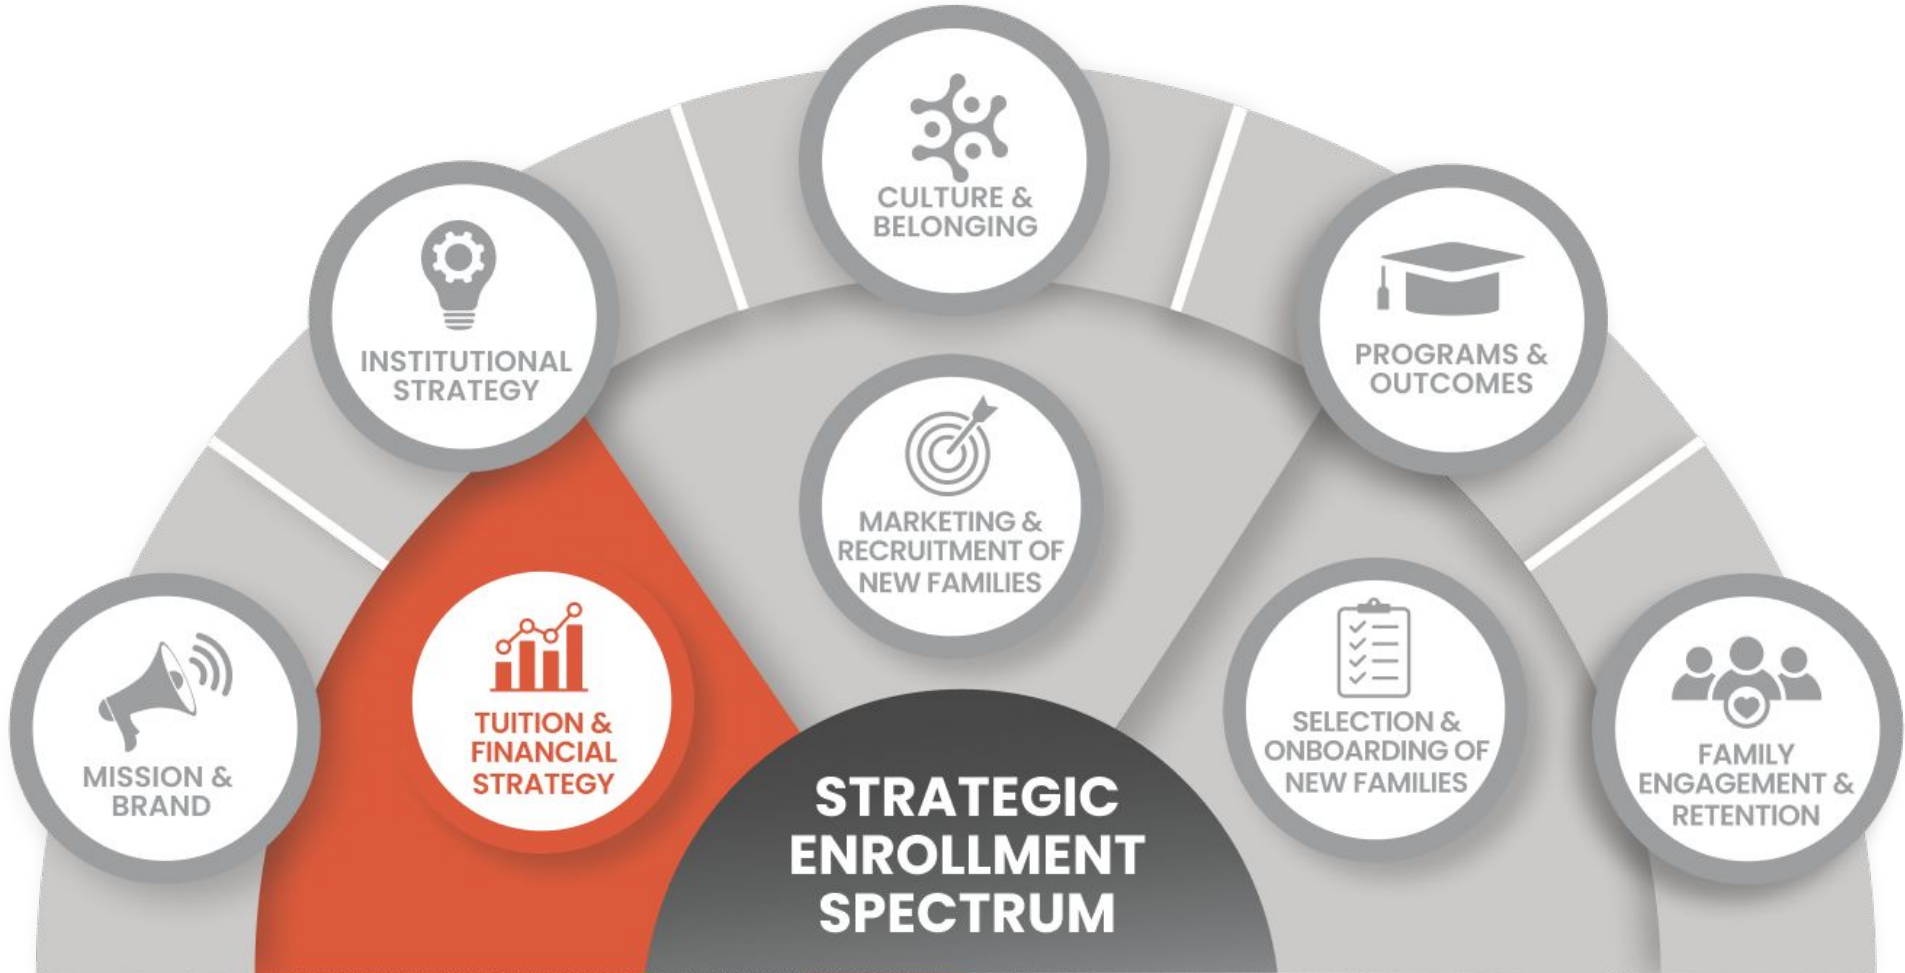 CULTURE &
BELONGING
INSTITUTIONAL
STRATEGY
PROGRAMS &
OUTCOMES
MARKETING &
RECRUITMENT OF
NEW FAMILIES
MISSION &
BRAND
TUITION &
FINANCIAL
STRATEGY
SELECTION &
ONBOARDING OF
NEW FAMILIES
FAMILY
ENGAGEMENT &
RETENTION
STRATEGIC
ENROLLMENT
SPECTRUM